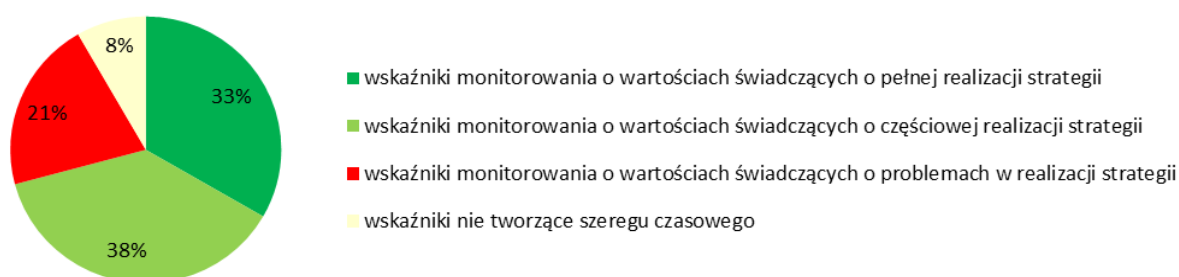 8%
33%
21%
38%
wskaźniki monitorowania o wartościach świadczących o pełnej realizacji strategii
wskaźniki monitorowania o wartościach świadczących o częściowej realizacji strategii
wskaźniki monitorowania o wartościach świadczących o problemach w realizacji strategii
wskaźniki nie tworzące szeregu czasowego